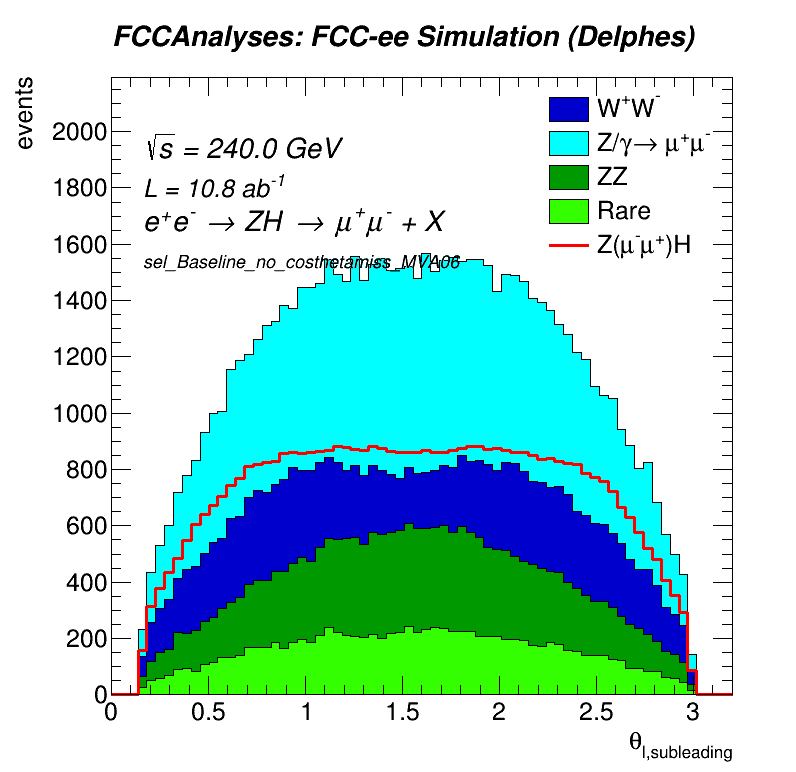 FCCAnalyses: FCC-ee Simulation (Delphes)
events
2000
1800
1600
1400
1200
1000
800
600
400
200
0
√s = 240.0 GeV
L = 10.8 ab⁻¹
e⁺e⁻ → ZH → μ⁺μ⁻ + X
sel_Baseline_no_costhetamiss_MVA06
W⁺W⁻
Z/γ→ μ⁺μ⁻
ZZ
Rare
Z(μ⁻μ⁺)H
0 0.5 1 1.5 2 2.5 3
θl,subleading